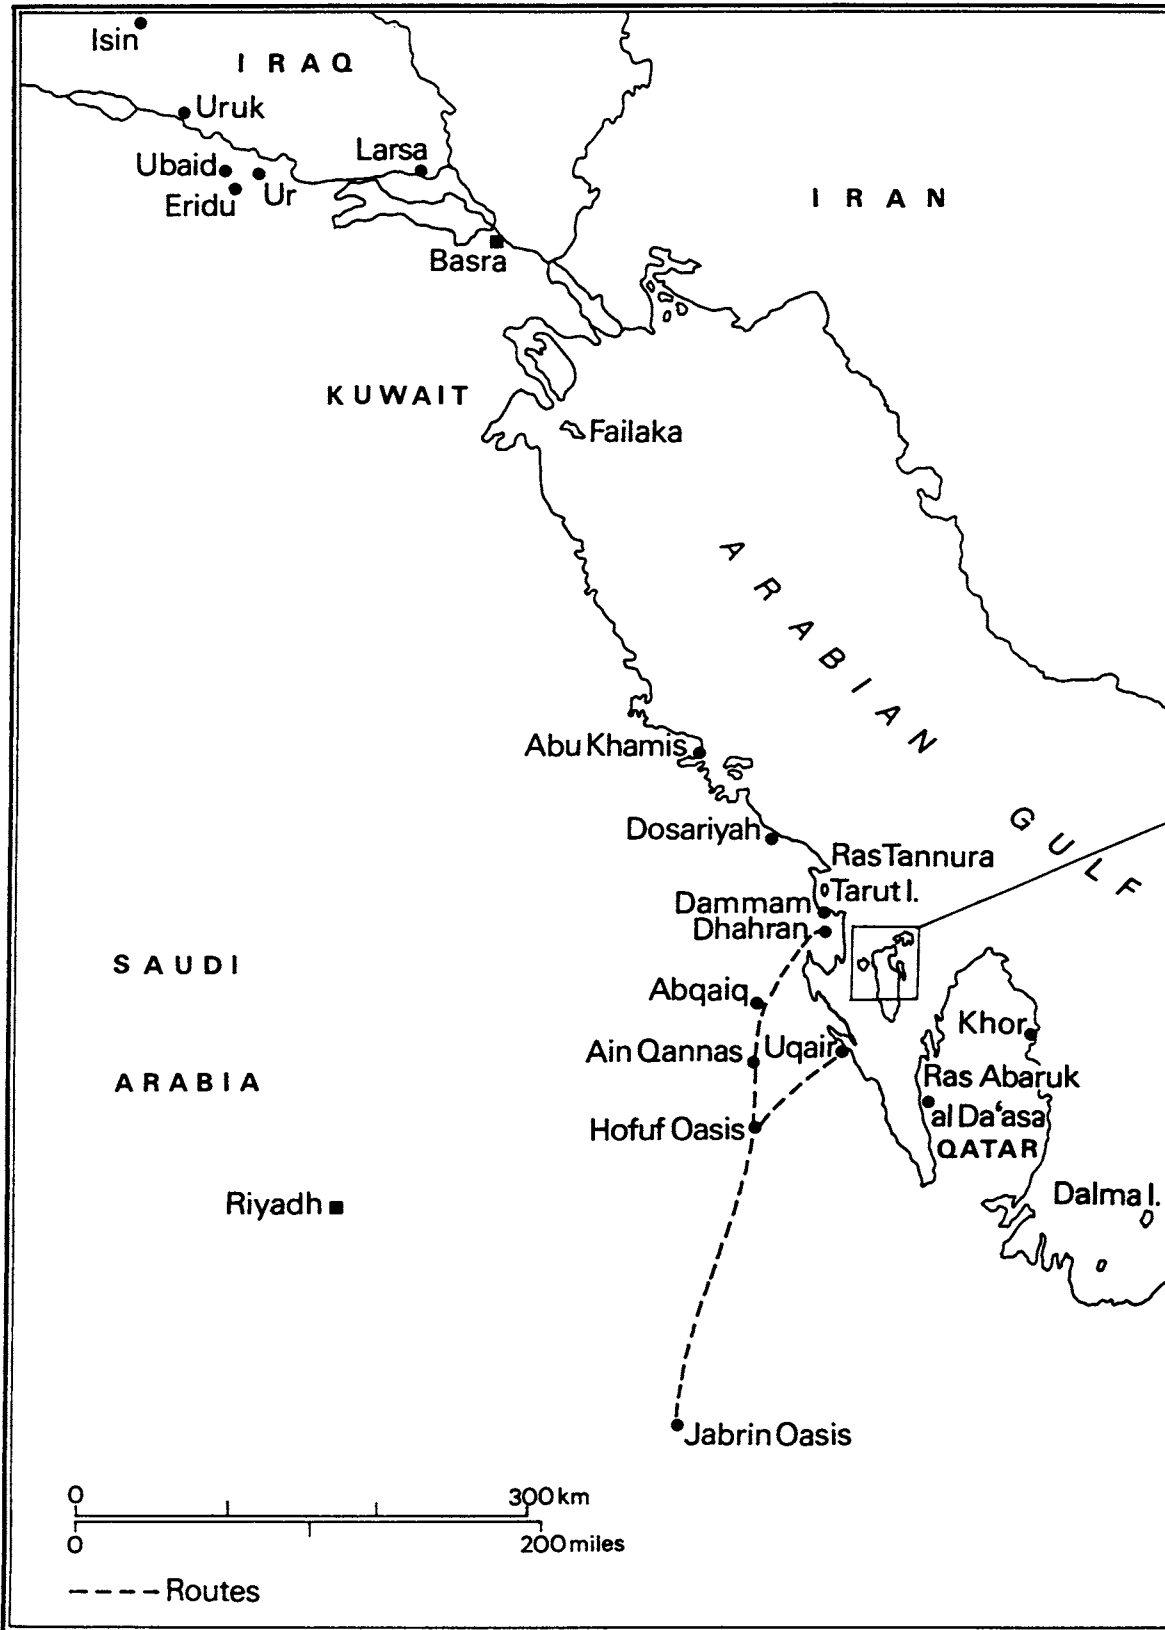 Isin
IRAQ
Uruk
Ubaid
Larsa
Eridu
Ur
IRAN
Basra
KUWAIT
Failaka
ARABIAN GULF
Abu Khamis
Dosariyah
Ras Tannura
Tarut I.
Dammam
Dhahran
SAUDI
ARABIA
Abqaiq
Khor
Ain Qannas
Uqair
Ras Abaruk
al Da'asa
Hofuf Oasis
QATAR
Dalma I.
Riyadh
Jabrin Oasis
0 300 km
0 200 miles
Routes